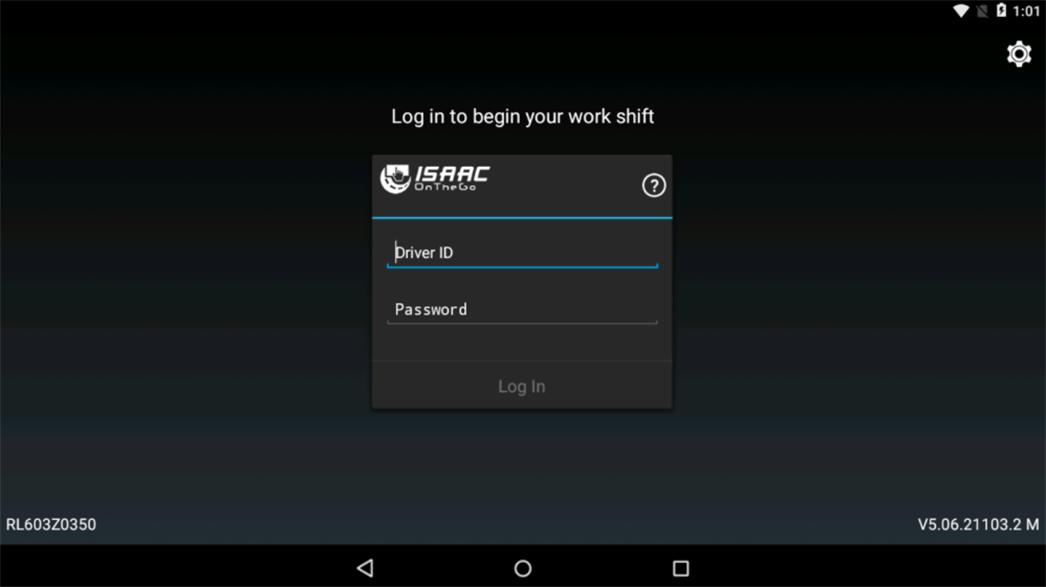 1:01
Log in to begin your work shift
ISAAC
OnTheGo
?
Driver ID
Password
Log In
RL603Z0350
V5.06.21103.2 M